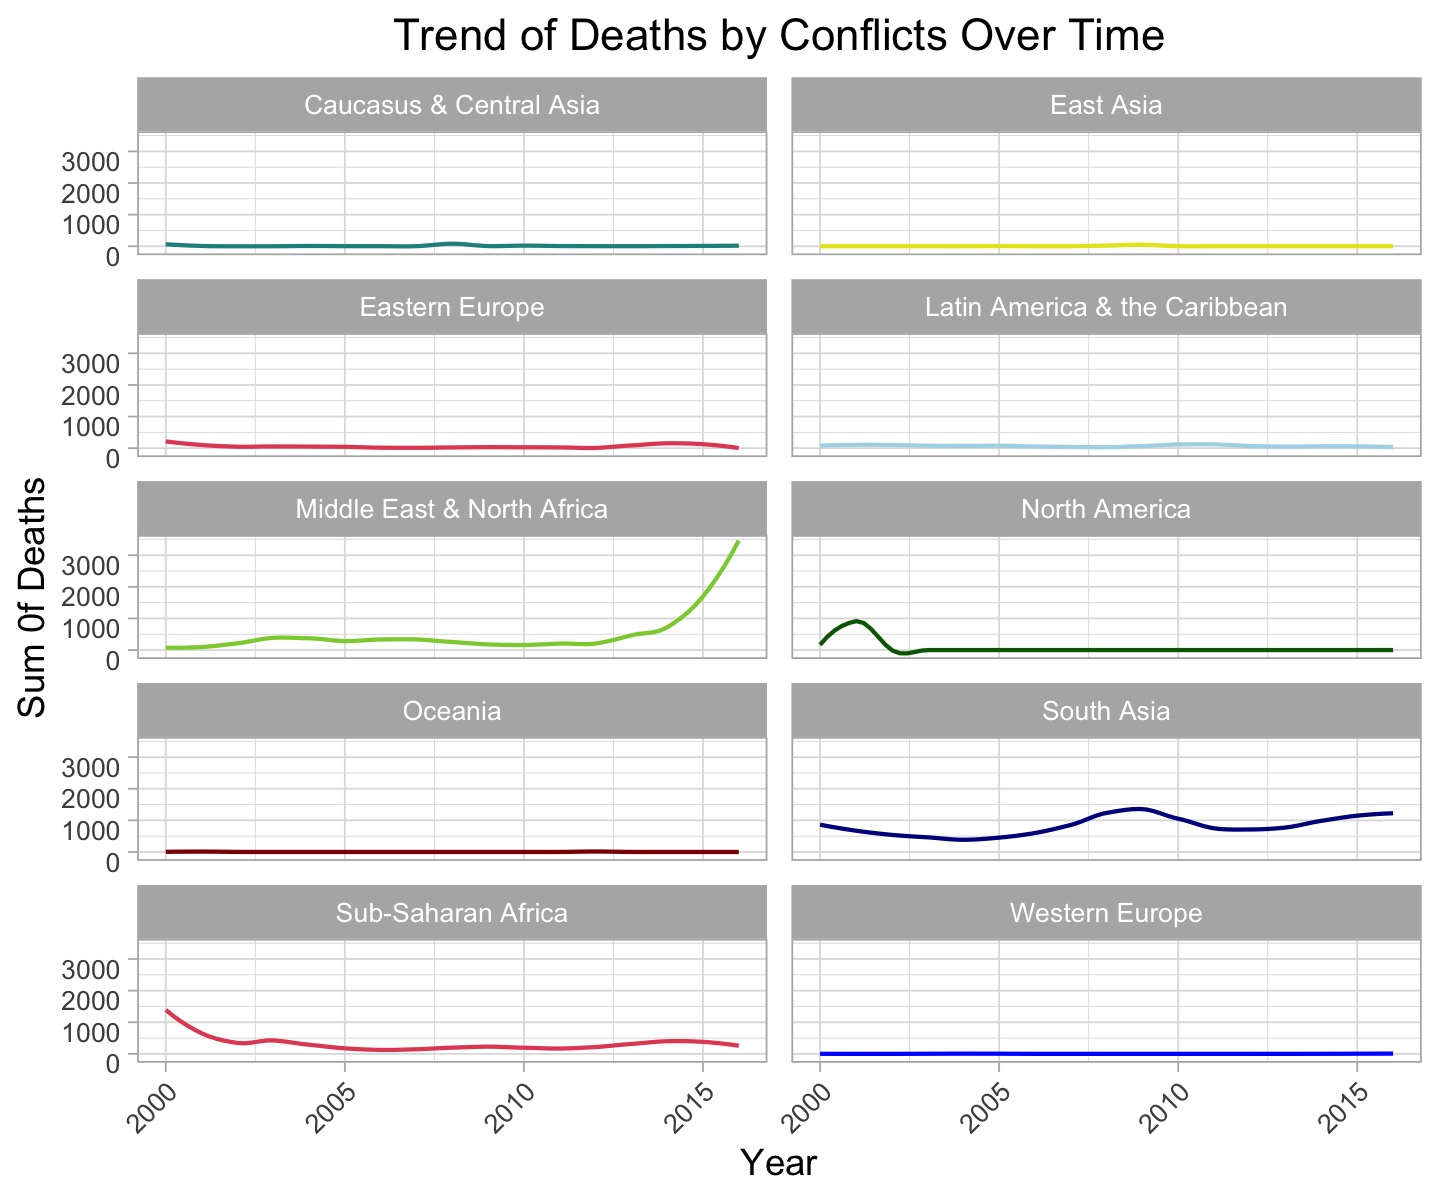 Trend of Deaths by Conflicts Over Time
Caucasus & Central Asia
East Asia
3000
2000
1000
0
Eastern Europe
Latin America & the Caribbean
3000
2000
1000
0
Middle East & North Africa
North America
3000
2000
1000
0
Sum 0f Deaths
Oceania
South Asia
3000
2000
1000
0
Sub-Saharan Africa
Western Europe
3000
2000
1000
0
2000 2005 2010 2015 2000 2005 2010 2015
Year